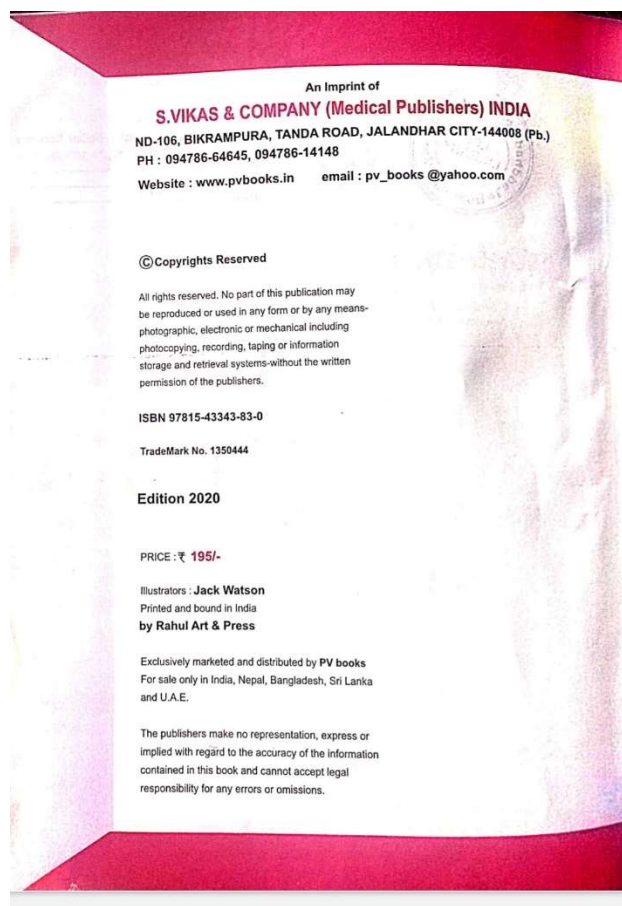 An Imprint of
S.VIKAS & COMPANY (Medical Publishers) INDIA
ND-106, BIKRAMPURA, TANDA ROAD, JALANDHAR CITY-144008 (Pb.)
PH : 094786-64645, 094786-14148
Website : www.pvbooks.in email : pv_books @yahoo.com
©Copyrights Reserved
All rights reserved. No part of this publication may
be reproduced or used in any form or by any means-
photographic, electronic or mechanical including
photocopying, recording, taping or information
storage and retrieval systems-without the written
permission of the publishers.
ISBN 97815-43343-83-0
TradeMark No. 1350444
Edition 2020
PRICE :₹ 195/-
Illustrators : Jack Watson
Printed and bound in India
by Rahul Art & Press
Exclusively marketed and distributed by PV books
For sale only in India, Nepal, Bangladesh, Sri Lanka
and U.A.E.
The publishers make no representation, express or
implied with regard to the accuracy of the information
contained in this book and cannot accept legal
responsibility for any errors or omissions.